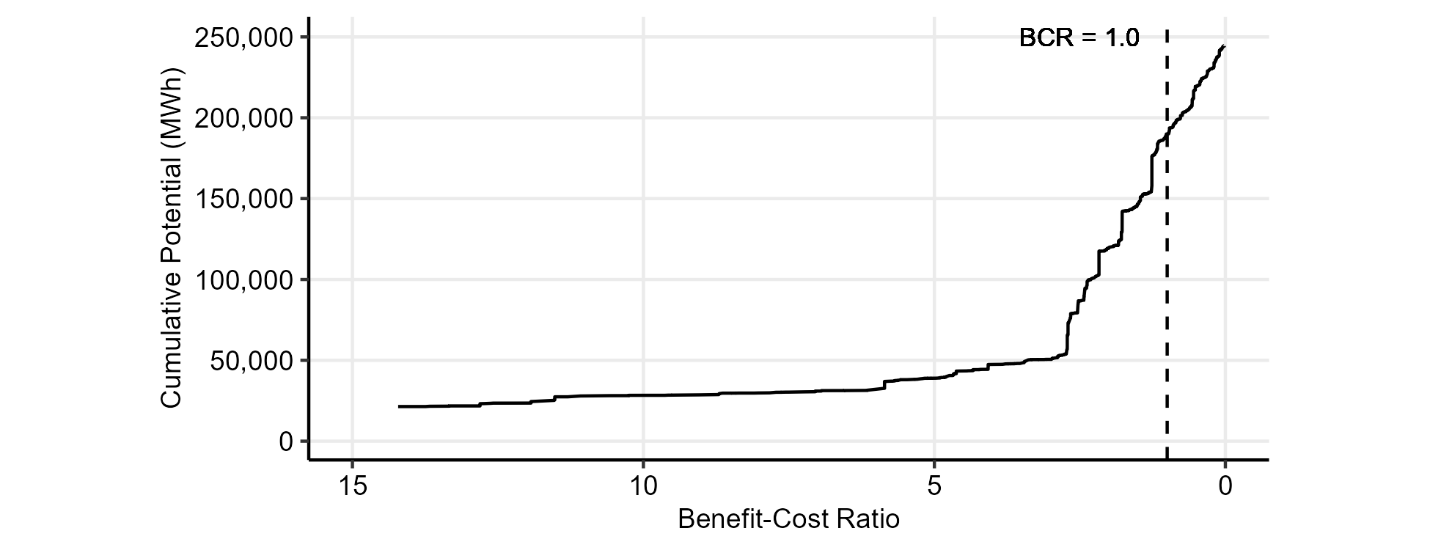 BCR = 1.0
Cumulative Potential (MWh)
250,000
200,000
150,000
100,000
50,000
0
15 10 5 0
Benefit-Cost Ratio